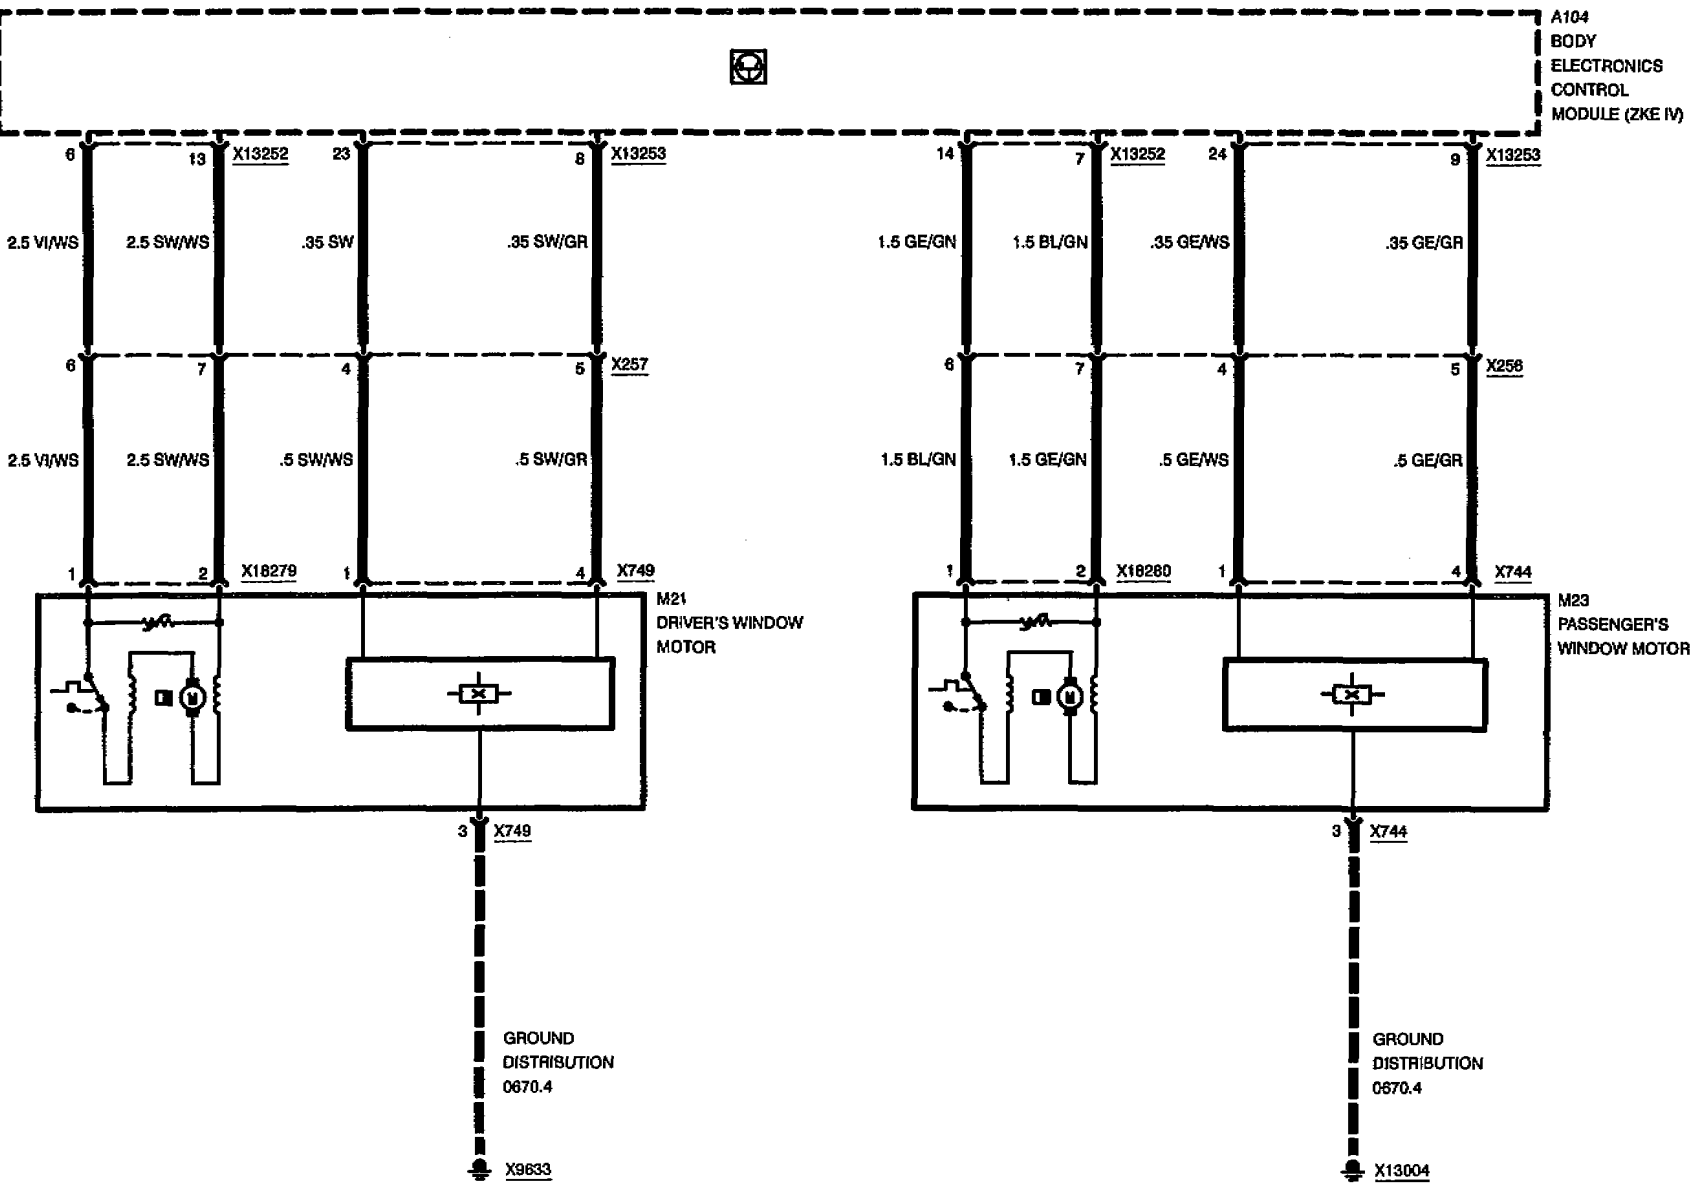 A104
BODY
ELECTRONICS
CONTROL
MODULE (ZKE IV)
6 13 X13252 23 8 X13253 14 7 X13252 24 9 X13253
2.5 VI/WS 2.5 SW/WS .35 SW .35 SW/GR 1.5 GE/GN 1.5 BL/GN .35 GE/WS .35 GE/GR
6 7 4 5 X257 6 7 4 5 X256
2.5 VI/WS 2.5 SW/WS .5 SW/WS .5 SW/GR 1.5 BL/GN 1.5 GE/GN .5 GE/WS .5 GE/GR
1 2 X18279 1 4 X749 1 2 X18280 1 4 X744
M21
DRIVER'S WINDOW
MOTOR
M23
PASSENGER'S
WINDOW MOTOR
M M
3 X749 3 X744
GROUND
DISTRIBUTION
0670.4
GROUND
DISTRIBUTION
0670.4
X9633 X13004